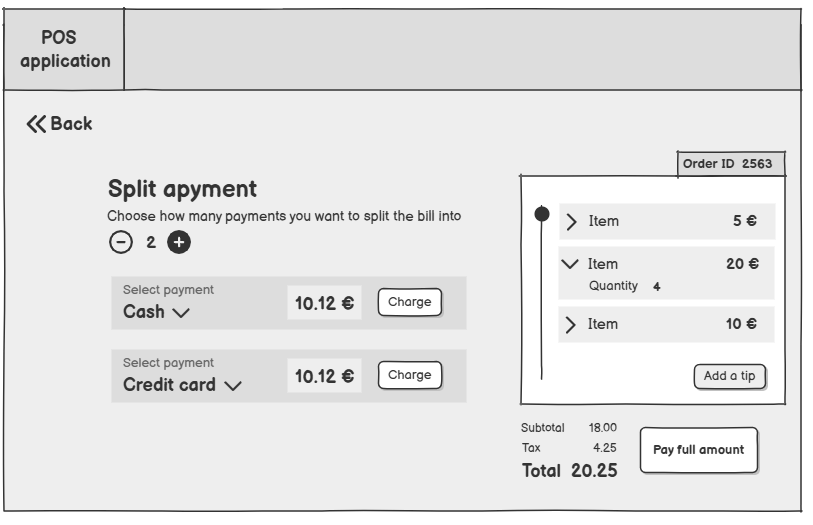 POS
application
Back
Order ID 2563
Split apyment
Choose how many payments you want to split the bill into
2
Select payment
Cash
10.12 €
Charge
Select payment
Credit card
10.12 €
Charge
Item 5 €
Item 20 €
Quantity 4
Item 10 €
Add a tip
Subtotal 18.00
Tax 4.25
Total 20.25
Pay full amount